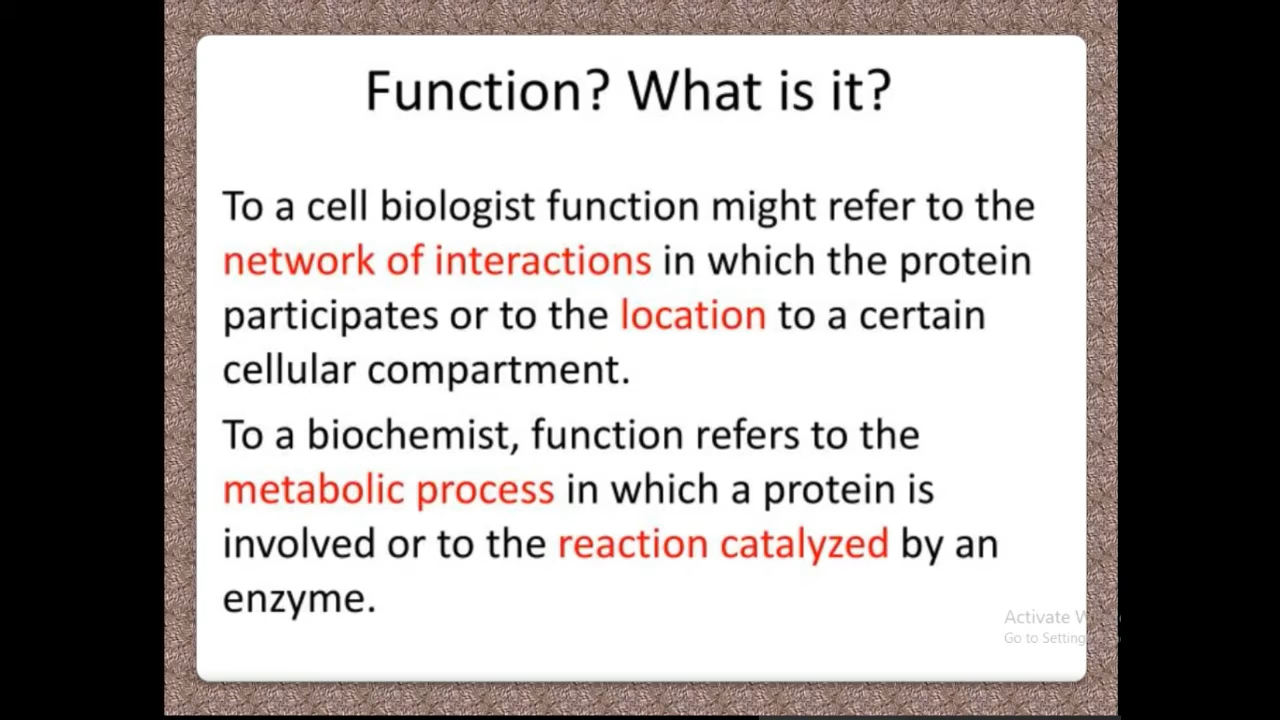 Function? What is it?
To a cell biologist function might refer to the
network of interactions in which the protein
participates or to the location to a certain
cellular compartment.
To a biochemist, function refers to the
metabolic process in which a protein is
involved or to the reaction catalyzed by an
enzyme.
Activate
Go to Setting